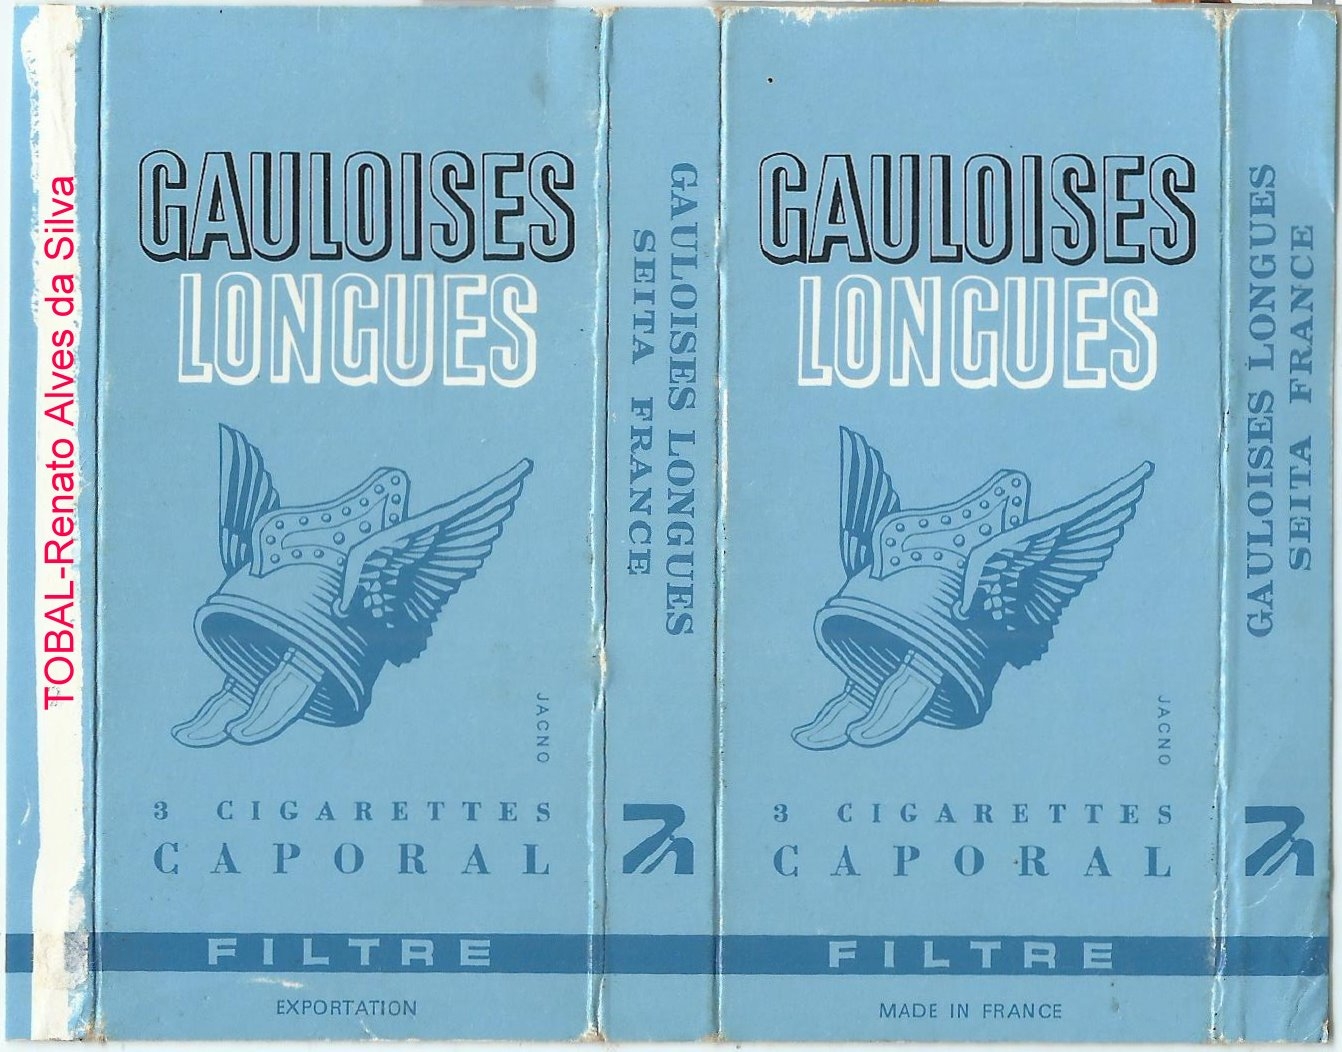 TOBAL-Renato Alves da Silva
GAULOISES
LONGUES
JACNO
3 CIGARETTES
CAPORAL
FILTRE
EXPORTATION
GAULOISES LONGUES
SEITA FRANCE
GAULOISES
LONGUES
JACNO
3 CIGARETTES
CAPORAL
FILTRE
MADE IN FRANCE
GAULOISES LONGUES
SEITA FRANCE